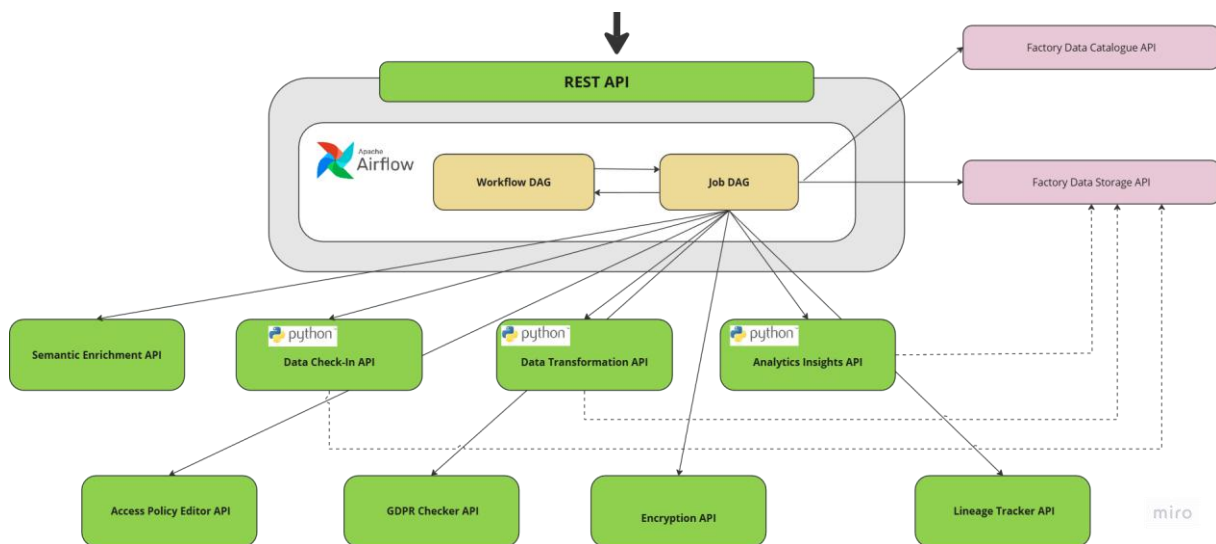 Factory Data Catalogue API
REST API
Apache
Airflow
Workflow DAG
Job DAG
Factory Data Storage API
python
python
python
Semantic Enrichment API
Data Check-In API
Data Transformation API
Analytics Insights API
Access Policy Editor API
GDPR Checker API
Encryption API
Lineage Tracker API
miro